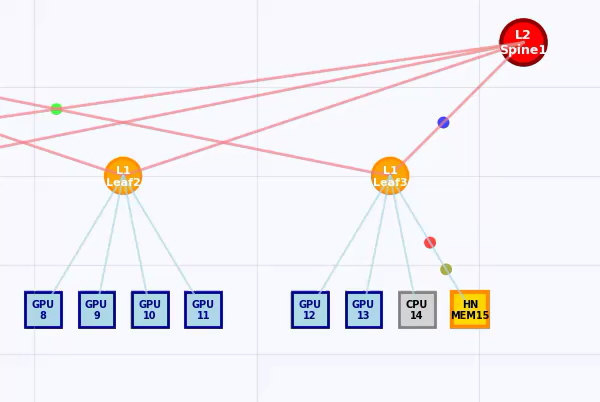 L2
Spine1
L1
Leaf2
L1
Leaf3
GPU
8
GPU
9
GPU
10
GPU
11
GPU
12
GPU
13
CPU
14
HN
MEM15